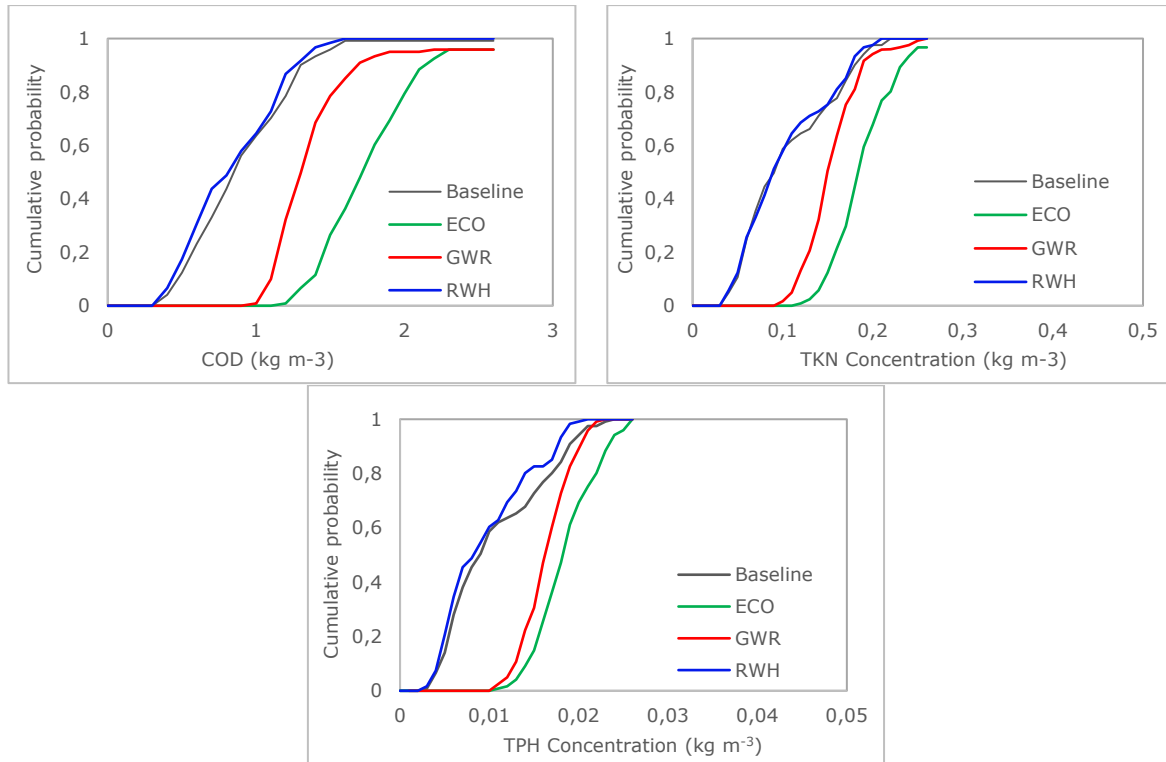 Cumulative probability
1
0,8
0,6
0,4
0,2
0
0 1 2 3
COD (kg m-3)
Baseline
ECO
GWR
RWH
Cumulative probability
1
0,8
0,6
0,4
0,2
0
0 0,1 0,2 0,3 0,4 0,5
TKN Concentration (kg m-3)
Baseline
ECO
GWR
RWH
Cumulative probability
1
0,8
0,6
0,4
0,2
0
0 0,01 0,02 0,03 0,04 0,05
TPH Concentration (kg m⁻³)
Baseline
ECO
GWR
RWH